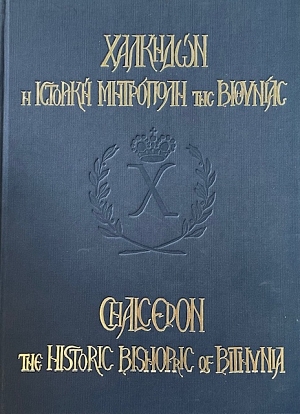 ΧΑΛΚΗΔΩΝ
Η ΙΣΤΟΡΙΚΗ ΜΗΤΡΟΠΟΛΗ ΤΗΣ ΒΙΘΥΝΙΑΣ
X
CHALCEDON
THE HISTORIC BISHOPRIC OF BITHYNIA